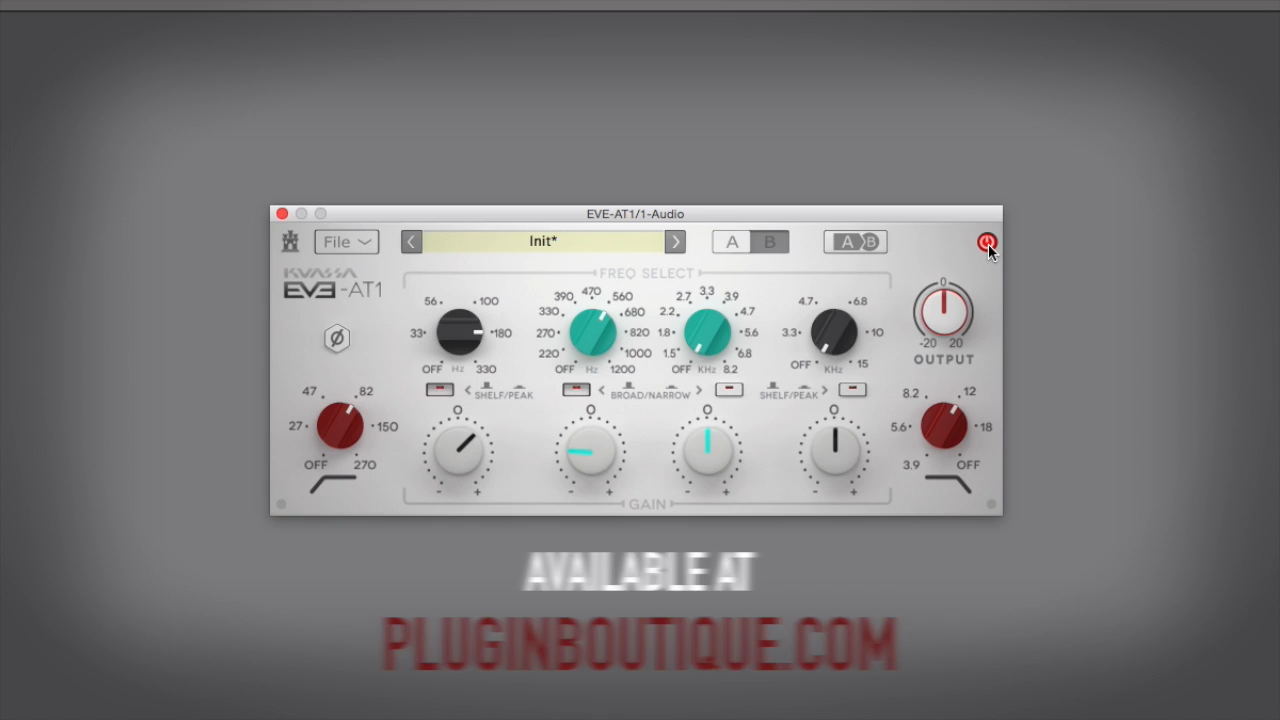 EVE-AT1/1-Audio
File
Init*
A B
A B
KVASSA
EVE-AT1
FREQ SELECT
56 100
33 180
OFF Hz 330
390 470 560
330 680
270 820
220 1000
OFF Hz 1200
2.7 3.3 3.9
2.2 4.7
1.8 5.6
1.5 6.8
OFF KHz 8.2
4.7 6.8
3.3 10
OFF KHz 15
0
-20 20
OUTPUT
SHELF/PEAK
BROAD/NARROW
SHELF/PEAK
47 82
27 150
OFF 270
0
- +
0
- +
0
- +
0
- +
8.2 12
5.6 18
3.9 OFF
GAIN
AVAILABLE AT
PLUGINBOUTIQUE.COM